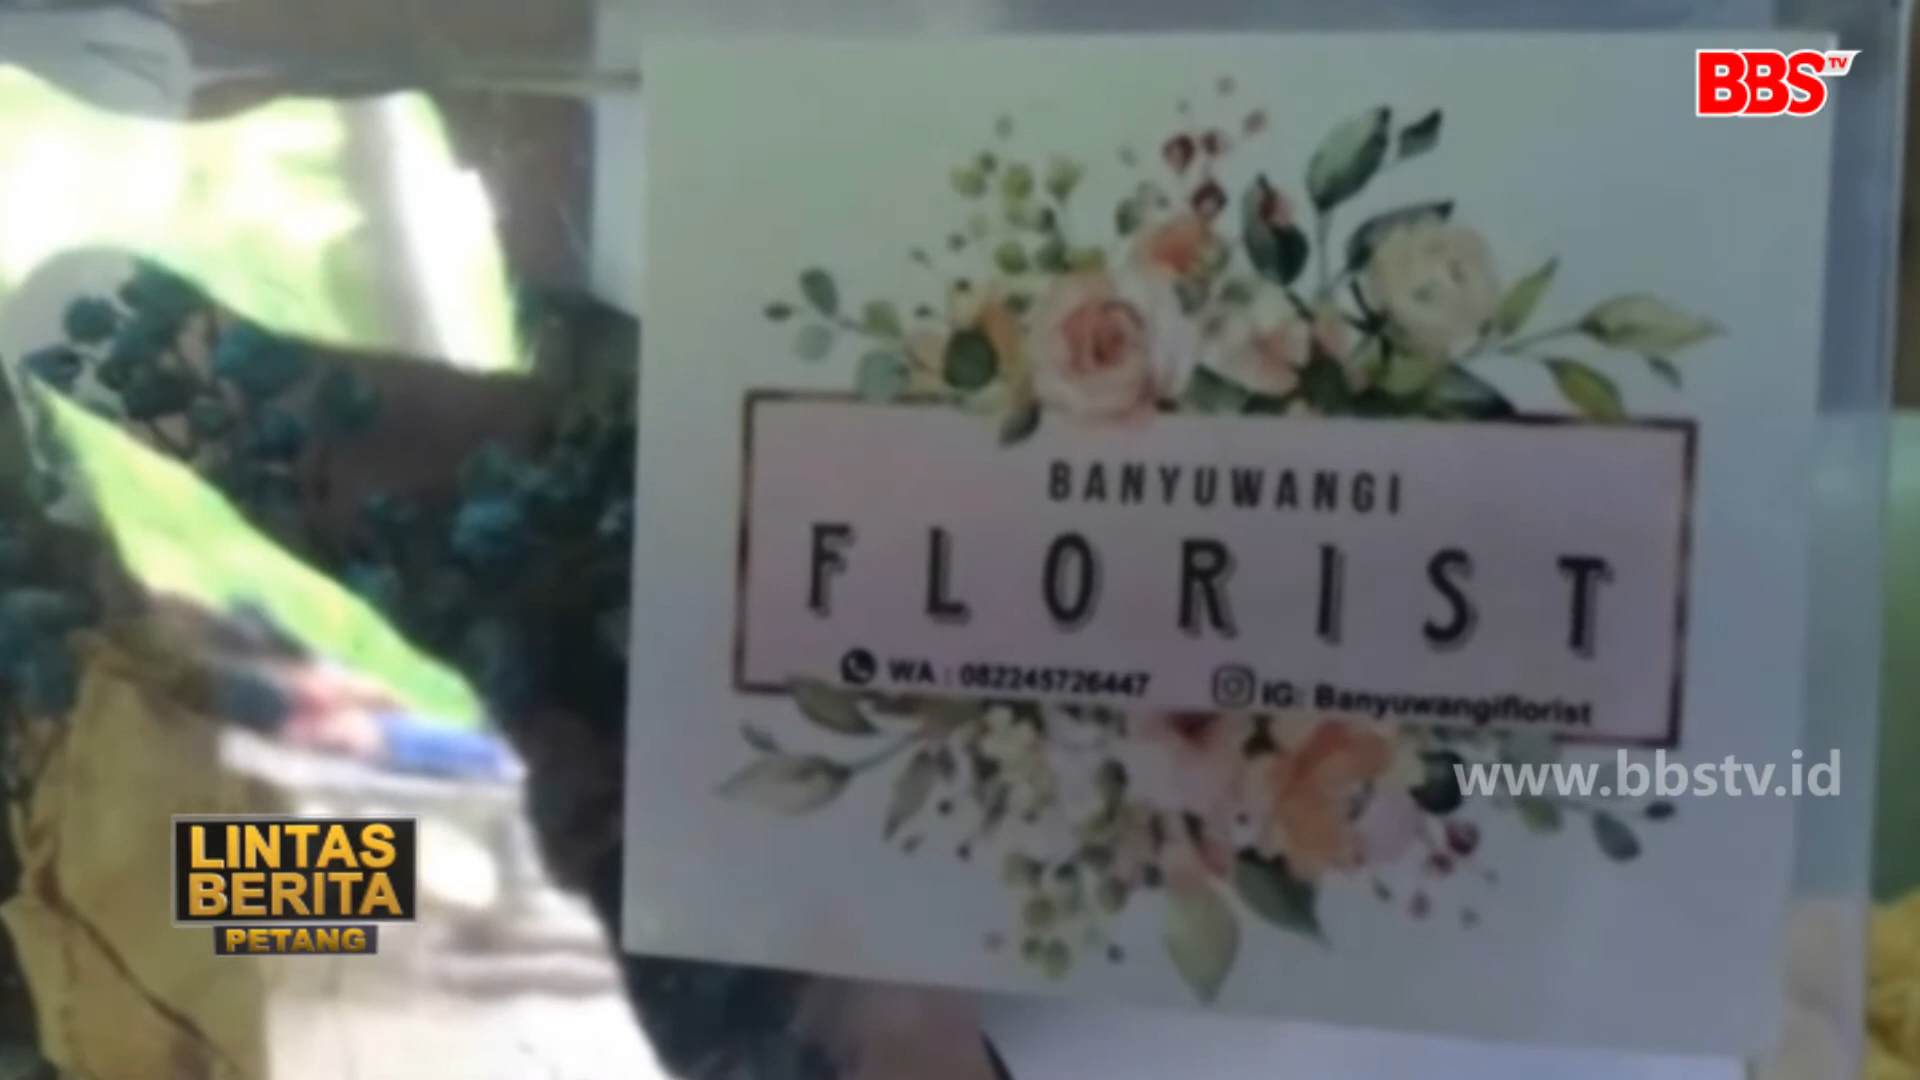 BBS TV
BANYUWANGI
FLORIST
WA : 082245726447
IG: Banyuwangiflorist
www.bbstv.id
LINTAS
BERITA
PETANG